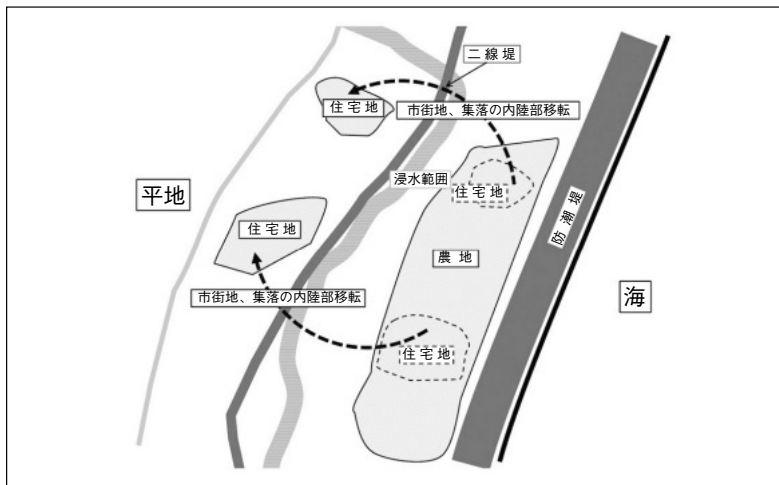 二線堤
住宅地
市街地、集落の内陸部移転
浸水範囲
住宅地
平地
住宅地
防潮堤
農地
海
市街地、集落の内陸部移転
住宅地